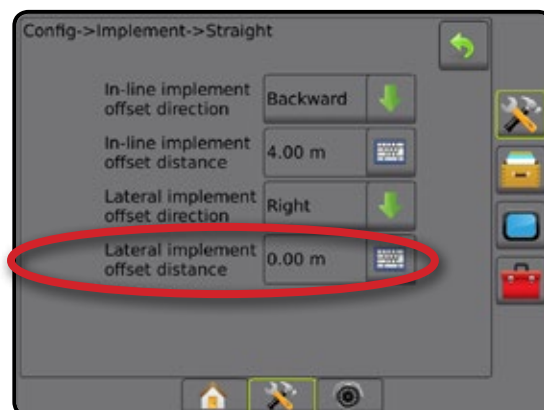 Config->Implement->Straight
In-line implement
offset direction
Backward
In-line implement
offset distance
4.00 m
Lateral implement
offset direction
Right
Lateral implement
offset distance
0.00 m